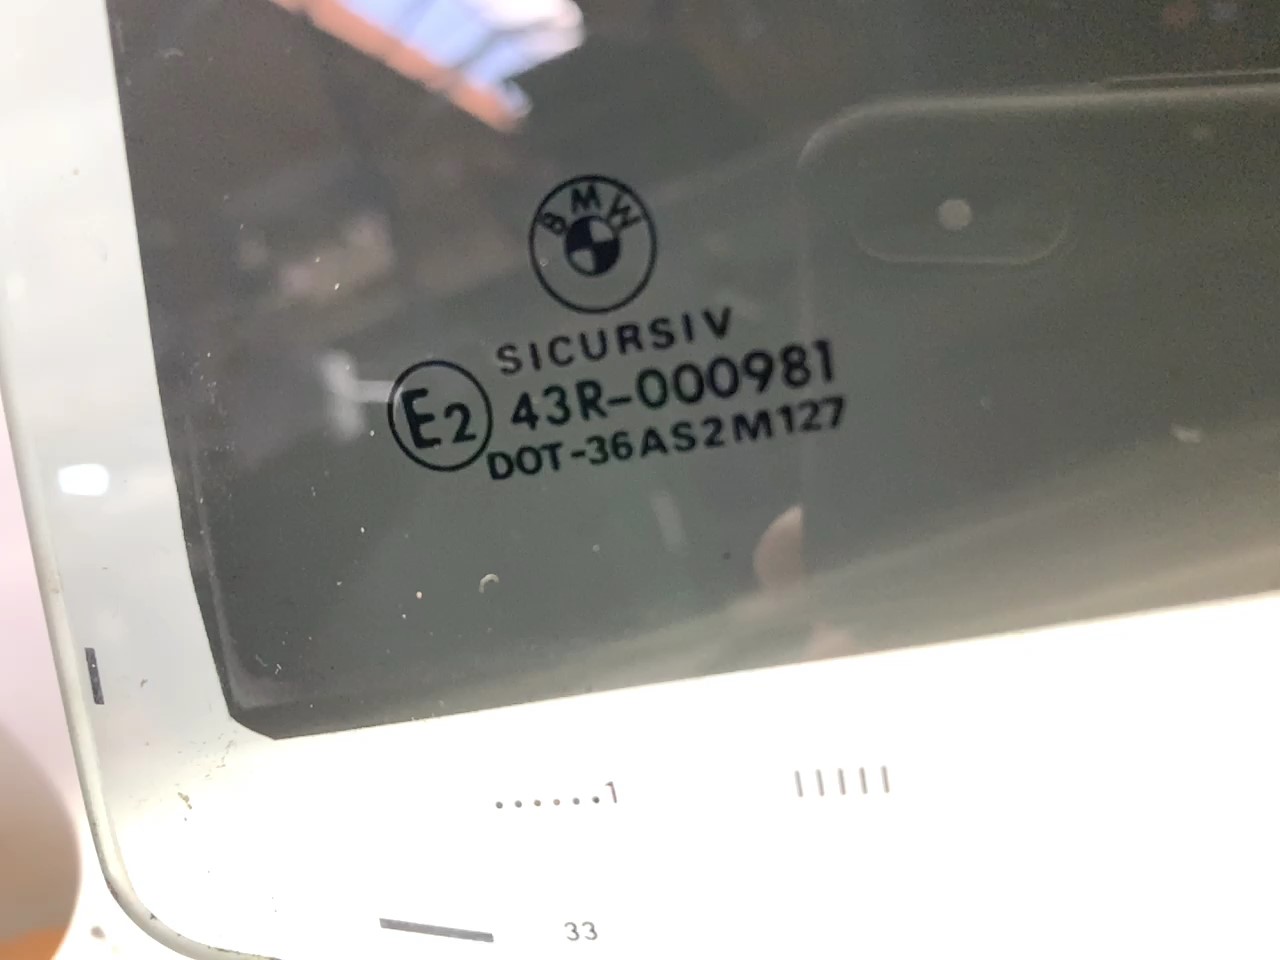 BMW
SICURSIV
E2 43R-000981
DOT-36AS2M127
......1 |||||
33